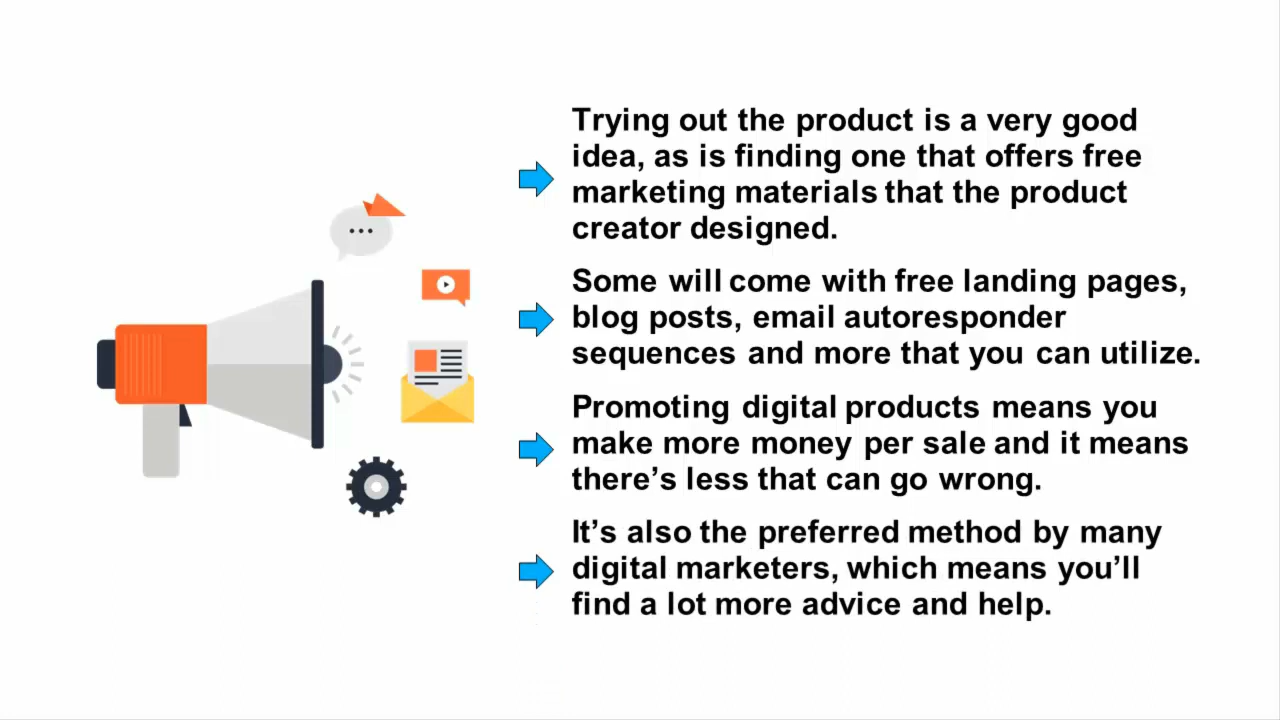 Trying out the product is a very good
idea, as is finding one that offers free
marketing materials that the product
creator designed.
Some will come with free landing pages,
blog posts, email autoresponder
sequences and more that you can utilize.
Promoting digital products means you
make more money per sale and it means
there’s less that can go wrong.
It’s also the preferred method by many
digital marketers, which means you’ll
find a lot more advice and help.